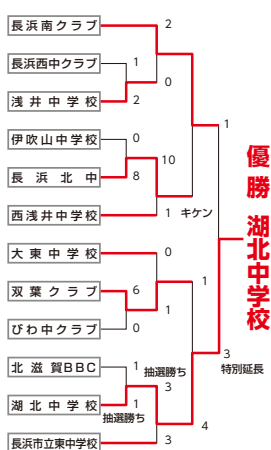 長浜南クラブ
2
長浜西中クラブ
1
0
浅井中学校
2
1
伊吹山中学校
0
10
長浜北中
8
西浅井中学校
1
キケン
優勝 湖北中学校
大東中学校
0
双葉クラブ
6
1
1
びわ中クラブ
0
3
特別延長
北滋賀BBC
1
抽選勝ち
3
湖北中学校
1
抽選勝ち
4
長浜市立東中学校
3